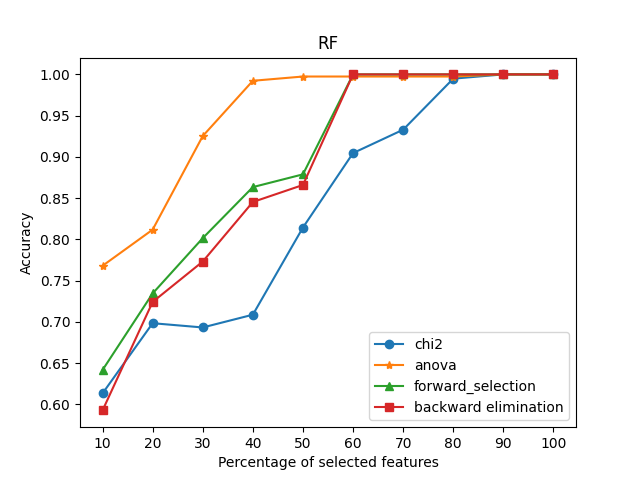 RF
Accuracy
1.00
0.95
0.90
0.85
0.80
0.75
0.70
0.65
0.60
chi2
anova
forward_selection
backward elimination
10 20 30 40 50 60 70 80 90 100
Percentage of selected features